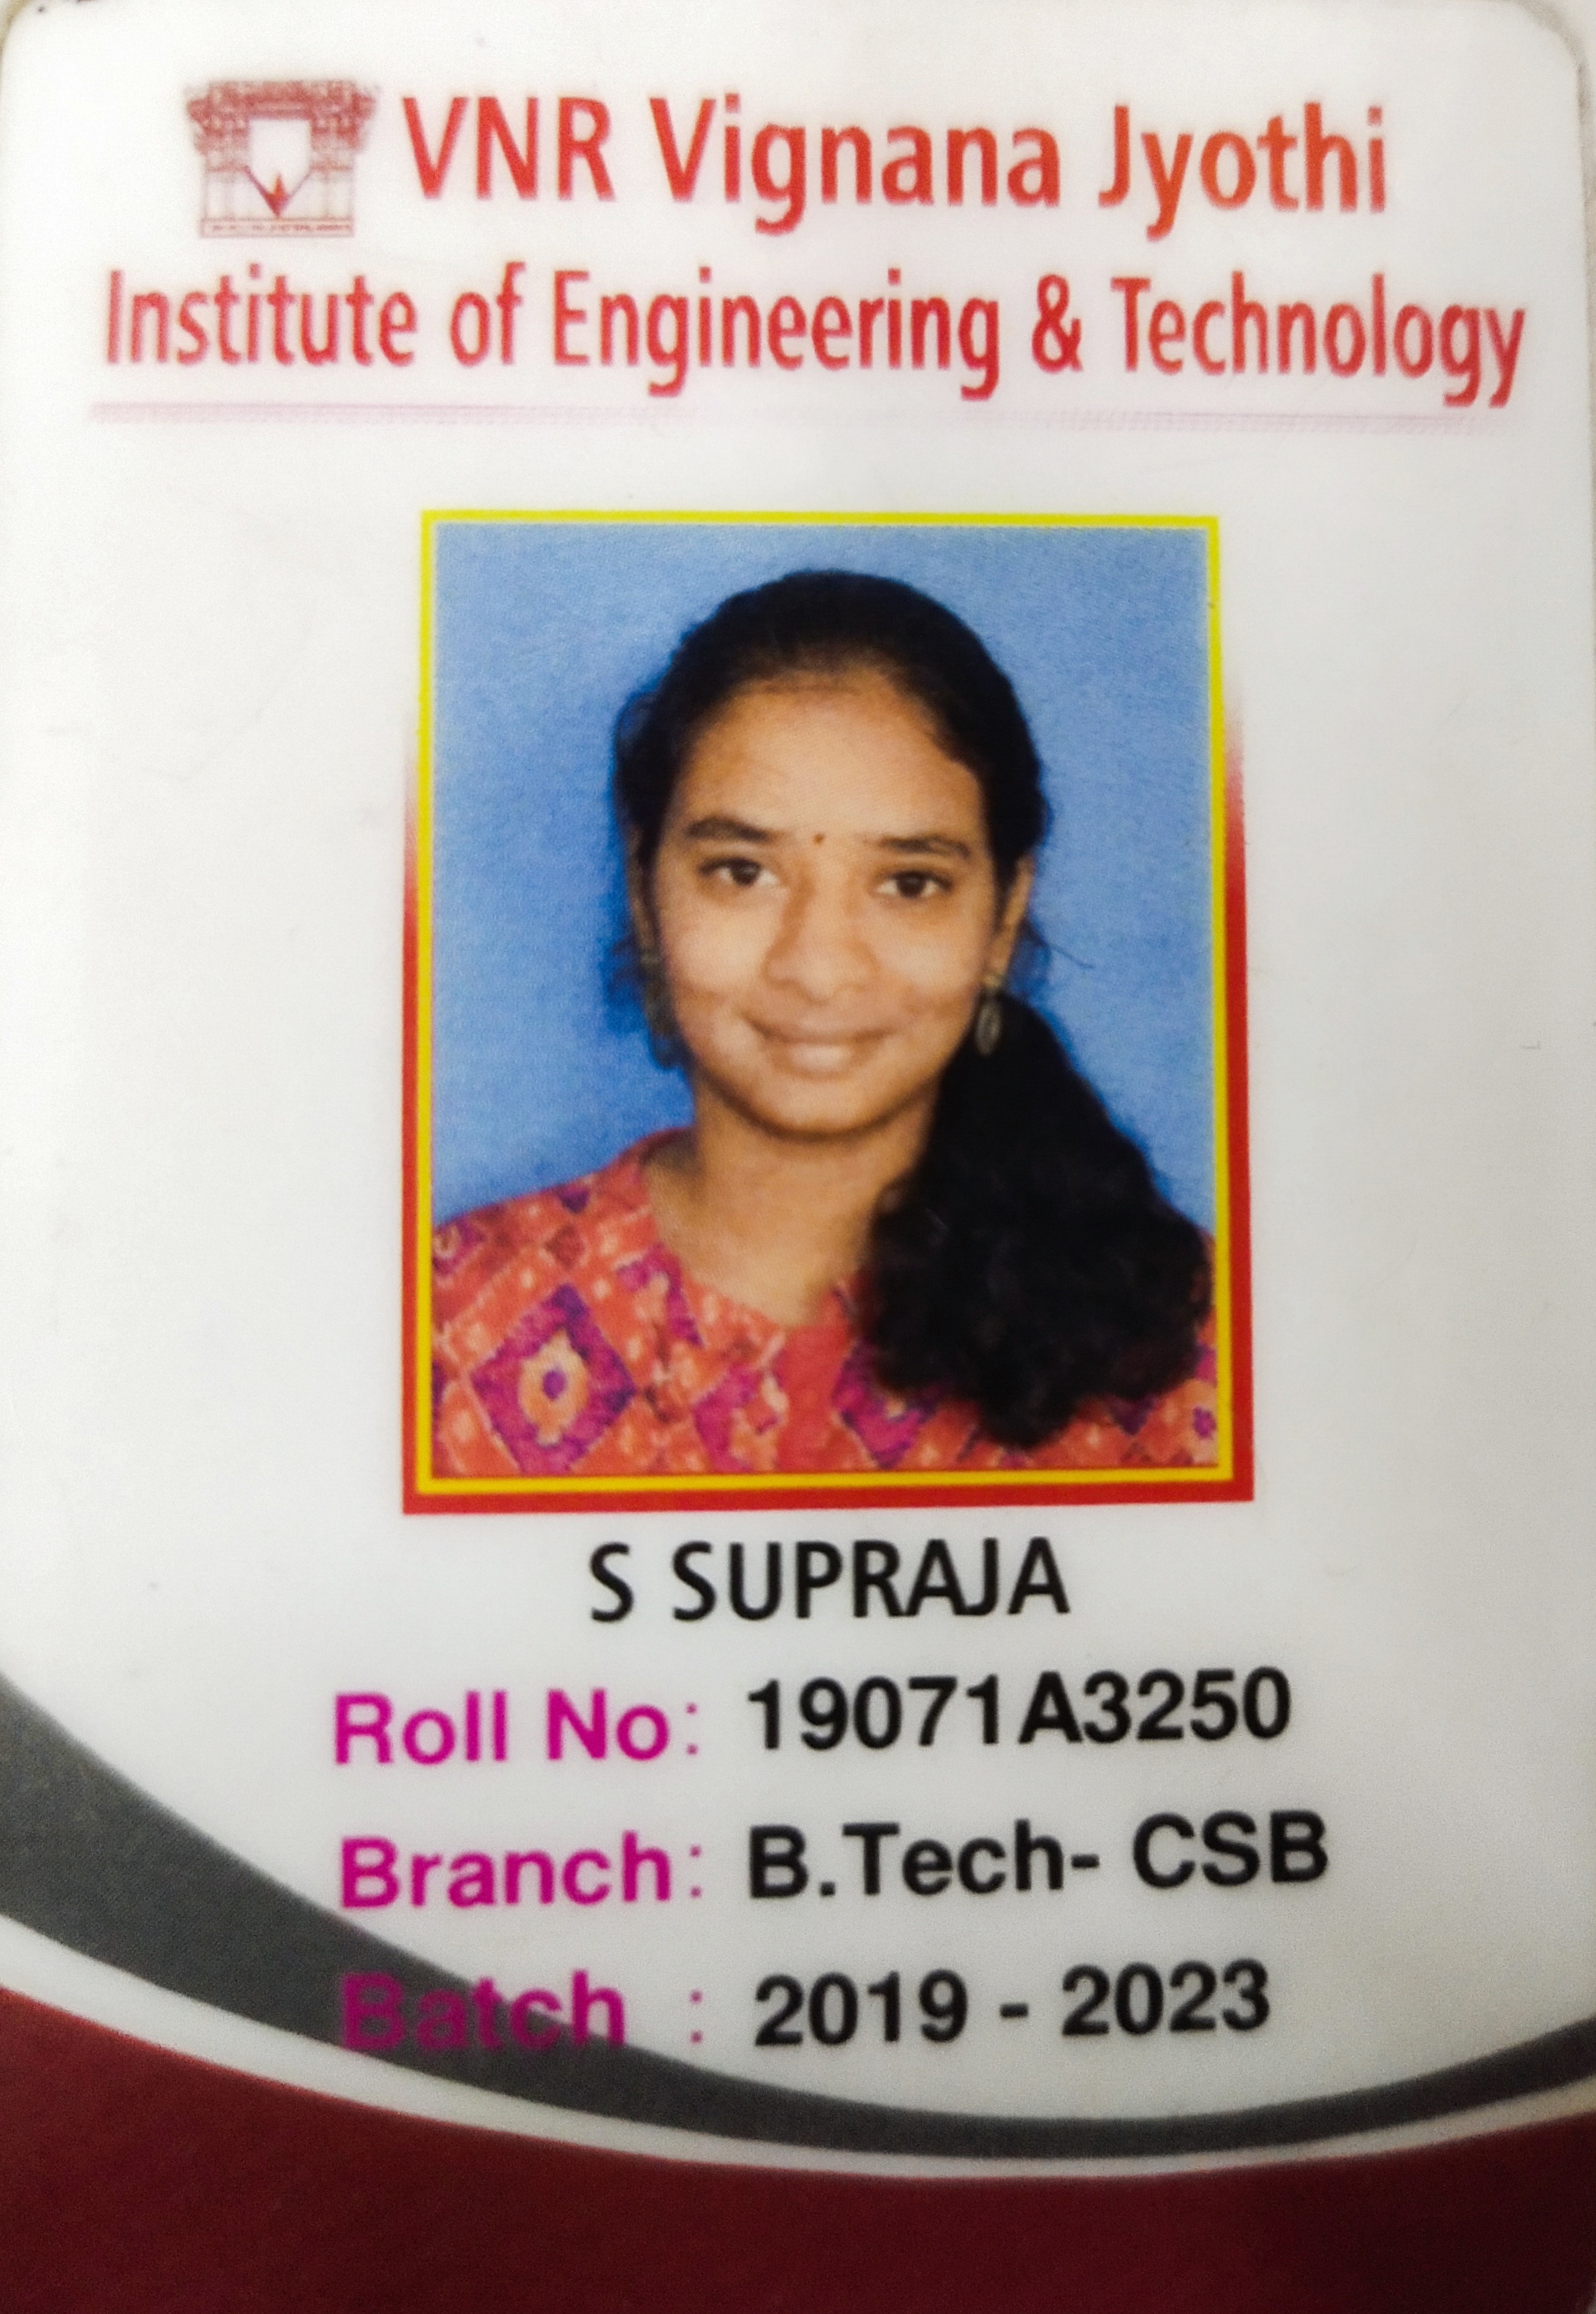 VNR Vignana Jyothi
Institute of Engineering & Technology
S SUPRAJA
Roll No: 19071A3250
Branch: B.Tech- CSB
Batch : 2019 - 2023